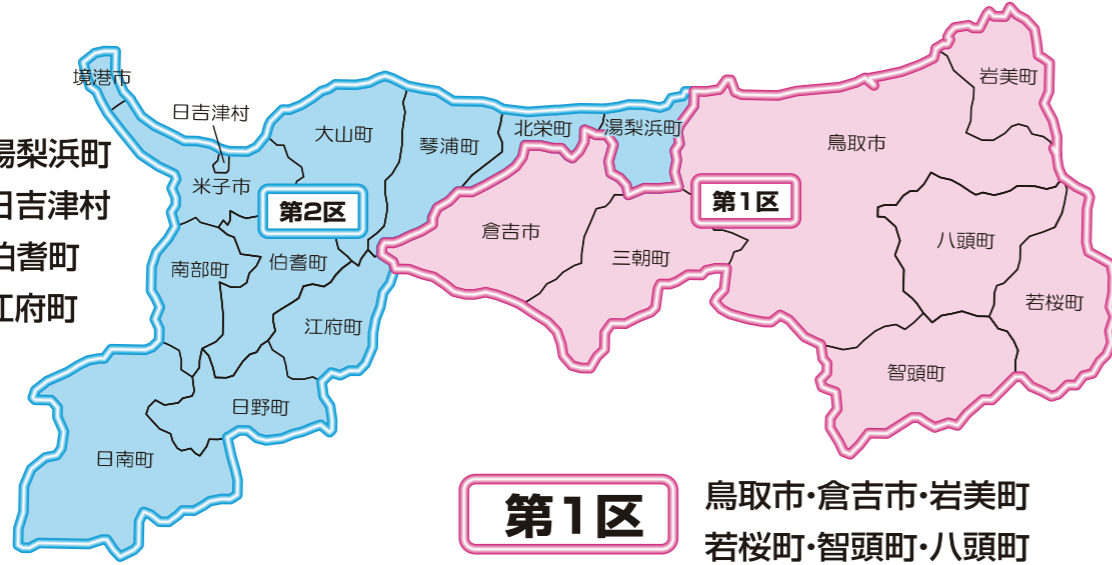 境港市
日吉津村
大山町
琴浦町
北栄町
湯梨浜町
岩美町
鳥取市
湯梨浜町
日吉津村
伯耆町
江府町
米子市
第2区
第1区
倉吉市
三朝町
八頭町
南部町
伯耆町
若桜町
江府町
智頭町
日野町
日南町
第1区
鳥取市・倉吉市・岩美町
若桜町・智頭町・八頭町